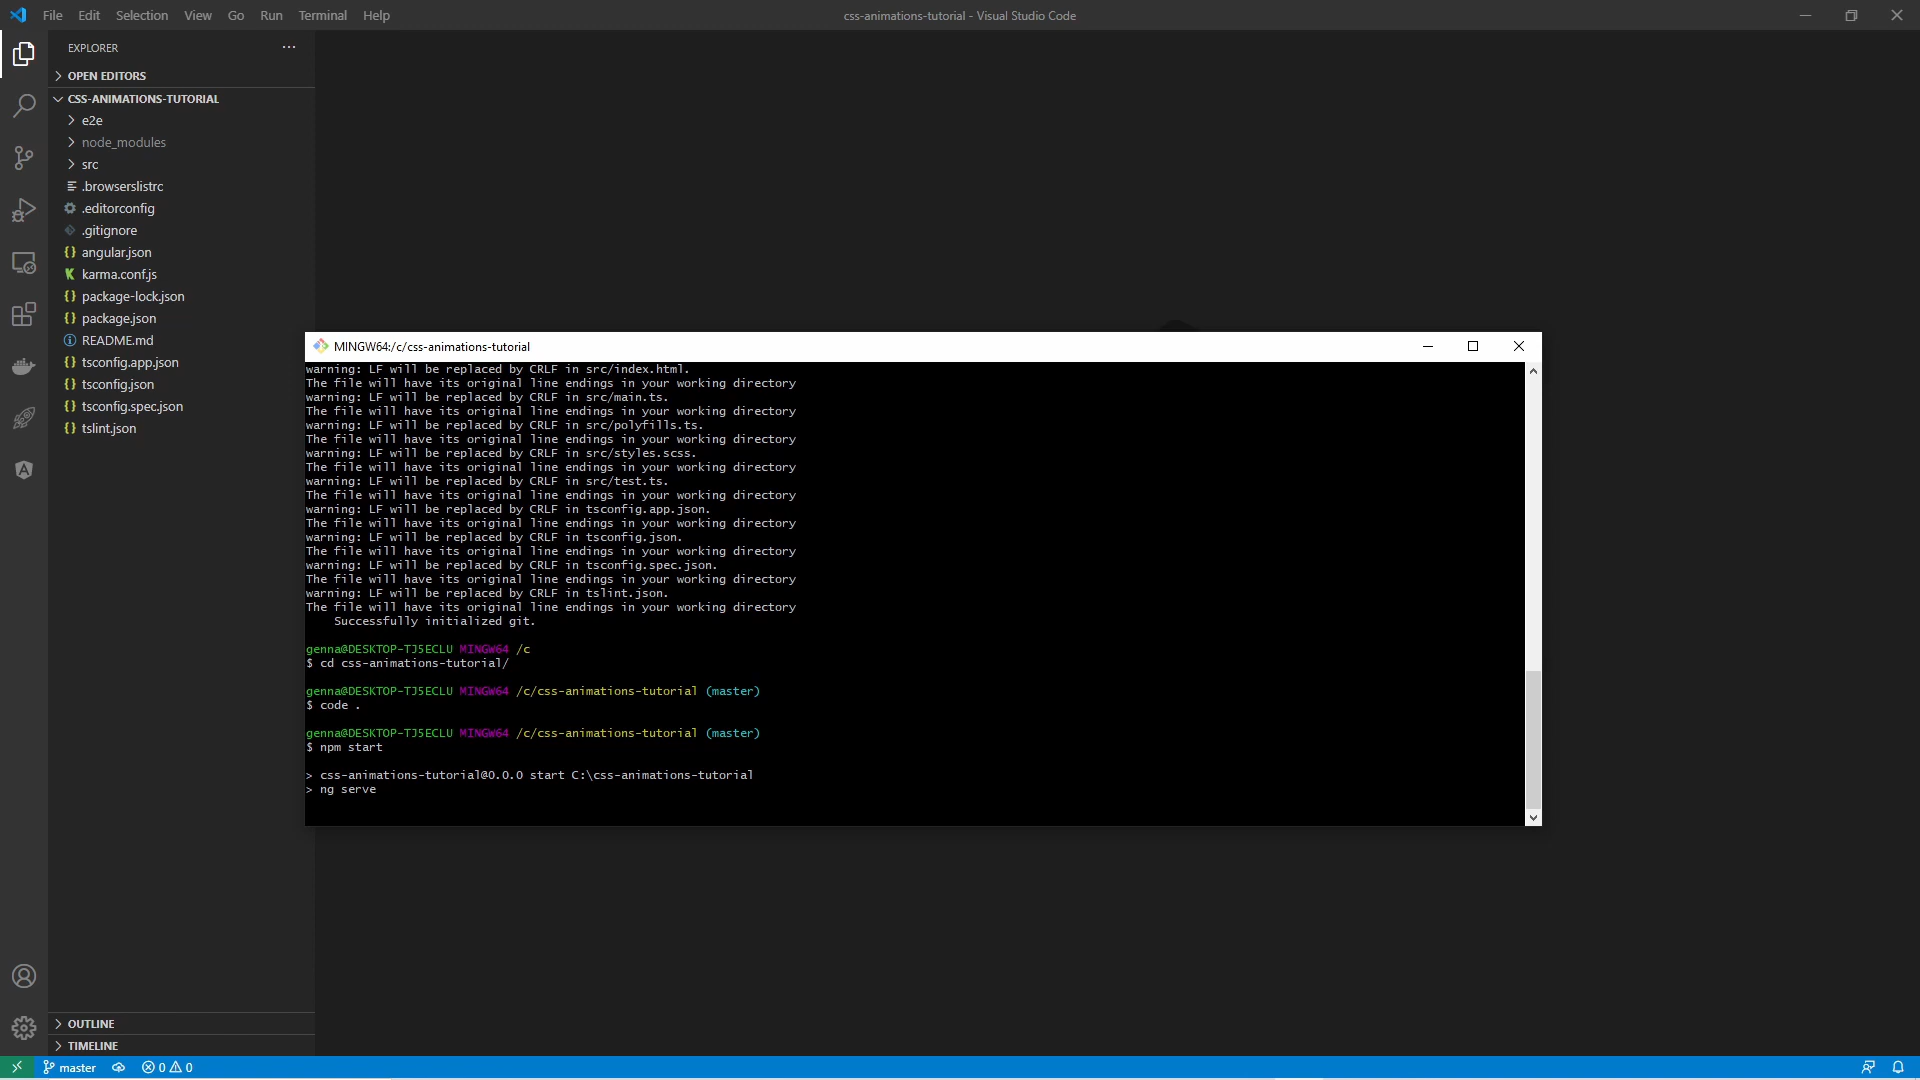 File Edit Selection View Go Run Terminal Help
css-animations-tutorial - Visual Studio Code
EXPLORER
OPEN EDITORS
CSS-ANIMATIONS-TUTORIAL
e2e
node_modules
src
.browserslistrc
.editorconfig
.gitignore
angular.json
karma.conf.js
package-lock.json
package.json
README.md
tsconfig.app.json
tsconfig.json
tsconfig.spec.json
tslint.json
MINGW64:/c/css-animations-tutorial
warning: LF will be replaced by CRLF in src/index.html.
The file will have its original line endings in your working directory
warning: LF will be replaced by CRLF in src/main.ts.
The file will have its original line endings in your working directory
warning: LF will be replaced by CRLF in src/polyfills.ts.
The file will have its original line endings in your working directory
warning: LF will be replaced by CRLF in src/styles.scss.
The file will have its original line endings in your working directory
warning: LF will be replaced by CRLF in src/test.ts.
The file will have its original line endings in your working directory
warning: LF will be replaced by CRLF in tsconfig.app.json.
The file will have its original line endings in your working directory
warning: LF will be replaced by CRLF in tsconfig.json.
The file will have its original line endings in your working directory
warning: LF will be replaced by CRLF in tsconfig.spec.json.
The file will have its original line endings in your working directory
warning: LF will be replaced by CRLF in tslint.json.
The file will have its original line endings in your working directory
Successfully initialized git.
genna@DESKTOP-TJ5ECLU MINGW64 /c
$ cd css-animations-tutorial/
genna@DESKTOP-TJ5ECLU MINGW64 /c/css-animations-tutorial (master)
$ code .
genna@DESKTOP-TJ5ECLU MINGW64 /c/css-animations-tutorial (master)
$ npm start
> css-animations-tutorial@0.0.0 start C:\css-animations-tutorial
> ng serve
OUTLINE
TIMELINE
master 0 0